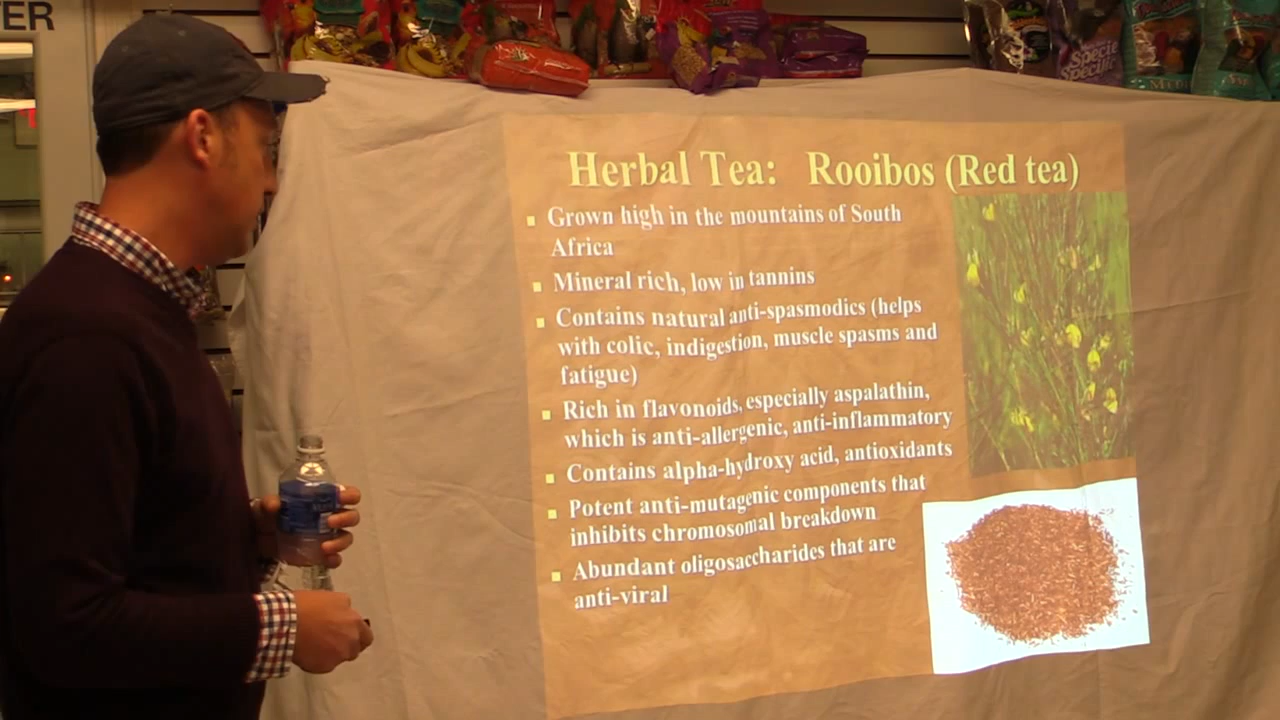 TER
Specie
Specific
Herbal Tea: Rooibos (Red tea)
Grown high in the mountains of South
Africa
Mineral rich, low in tannins
Contains natural anti-spasmodics (helps
with colic, indigestion, muscle spasms and
fatigue)
Rich in flavonoids, especially aspalathin,
which is anti-allergenic, anti-inflammatory
Contains alpha-hydroxy acid, antioxidants
Potent anti-mutagenic components that
inhibits chromosomal breakdown
Abundant oligosaccharides that are
anti-viral